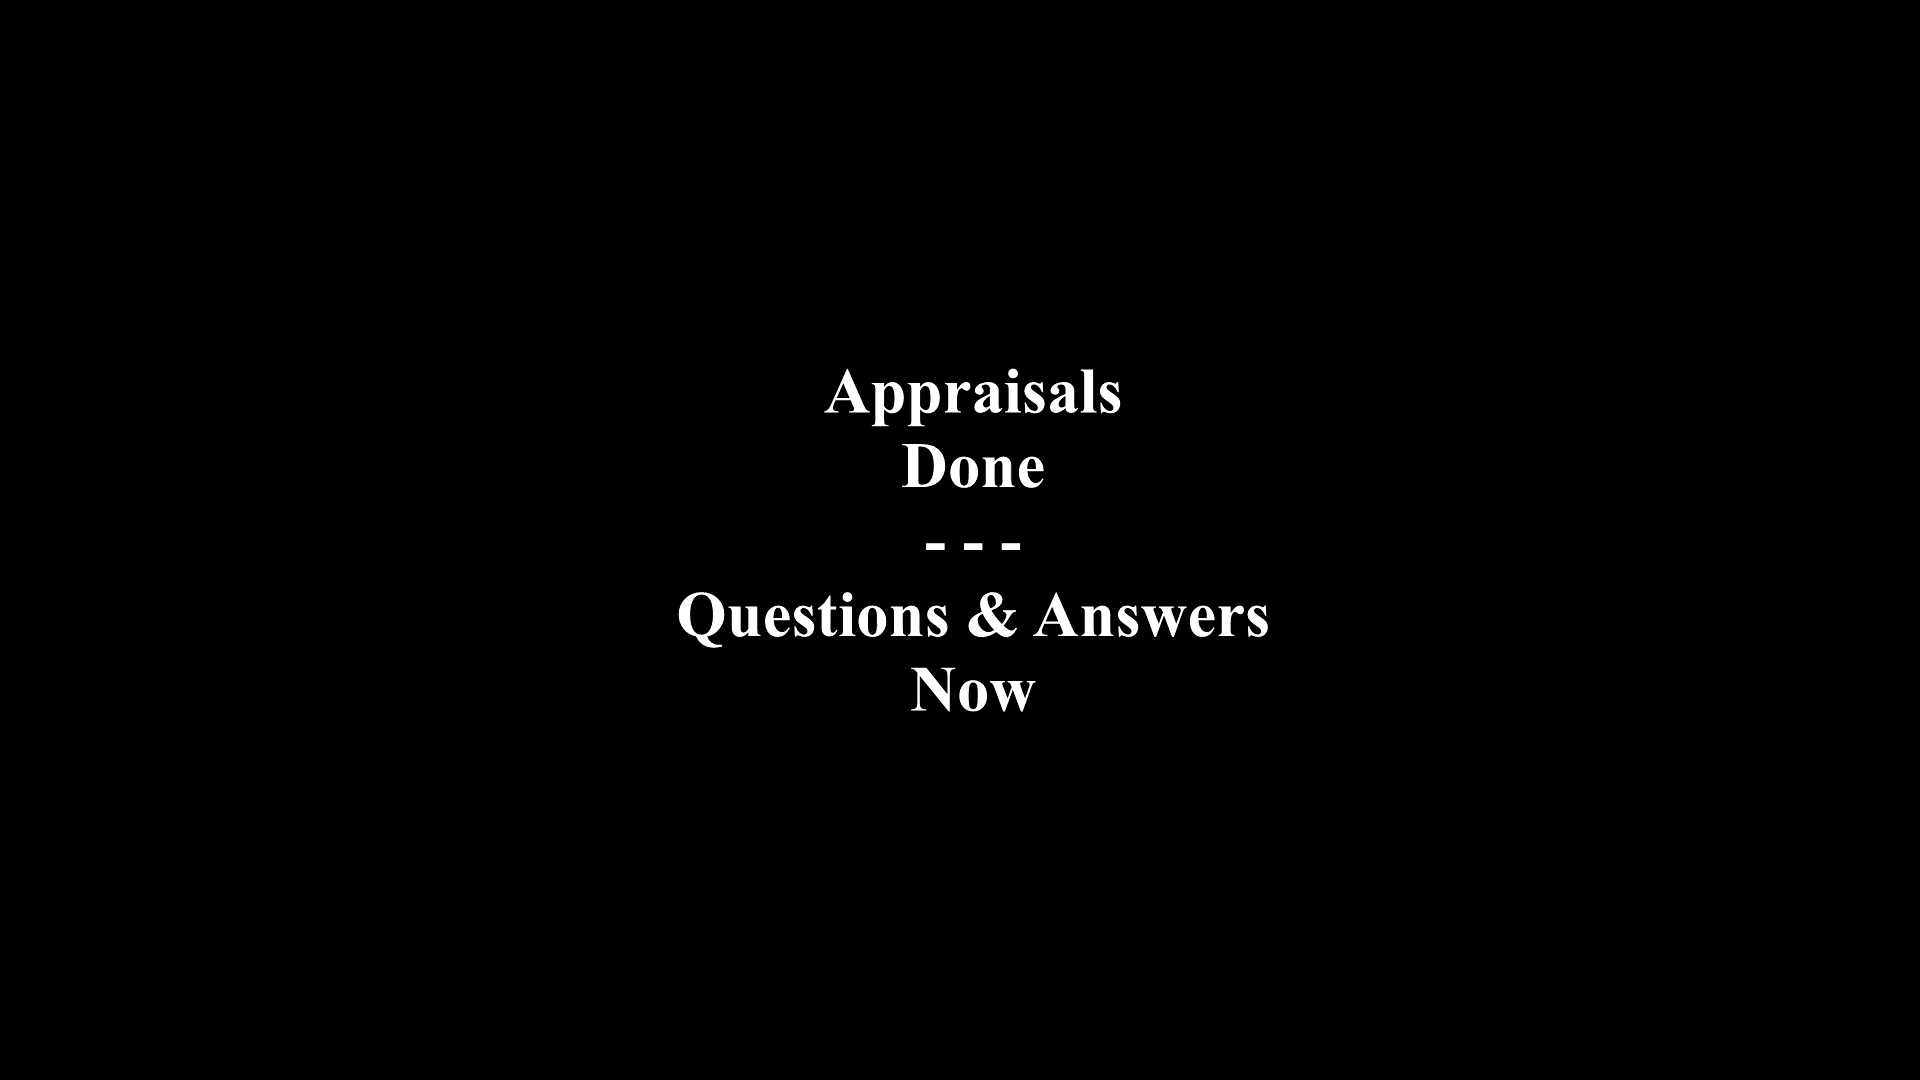 Appraisals
Done
- - -
Questions & Answers
Now